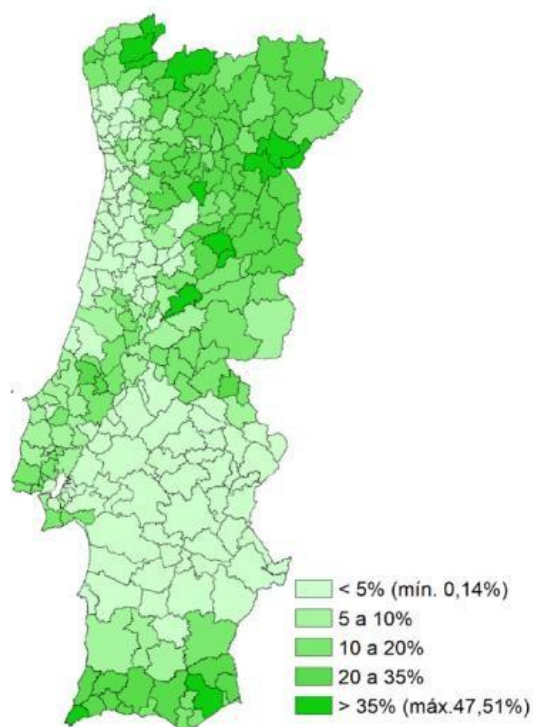 < 5% (mín. 0,14%)
5 a 10%
10 a 20%
20 a 35%
> 35% (máx.47,51%)